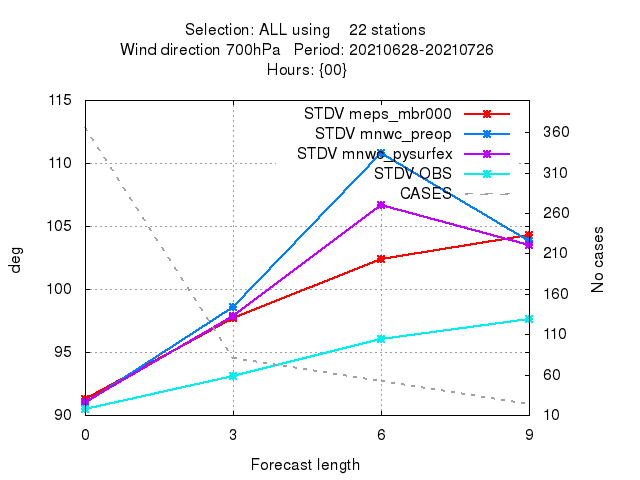 Selection: ALL using    22 stations
Wind direction 700hPa   Period: 20210628-20210726
Hours: {00}
STDV meps_mbr000
STDV mnwc_preop
STDV mnwc_pysurfex
STDV OBS
CASES
115
110
105
100
95
90
deg
360
310
260
210
160
110
60
10
No cases
0 3 6 9
Forecast length